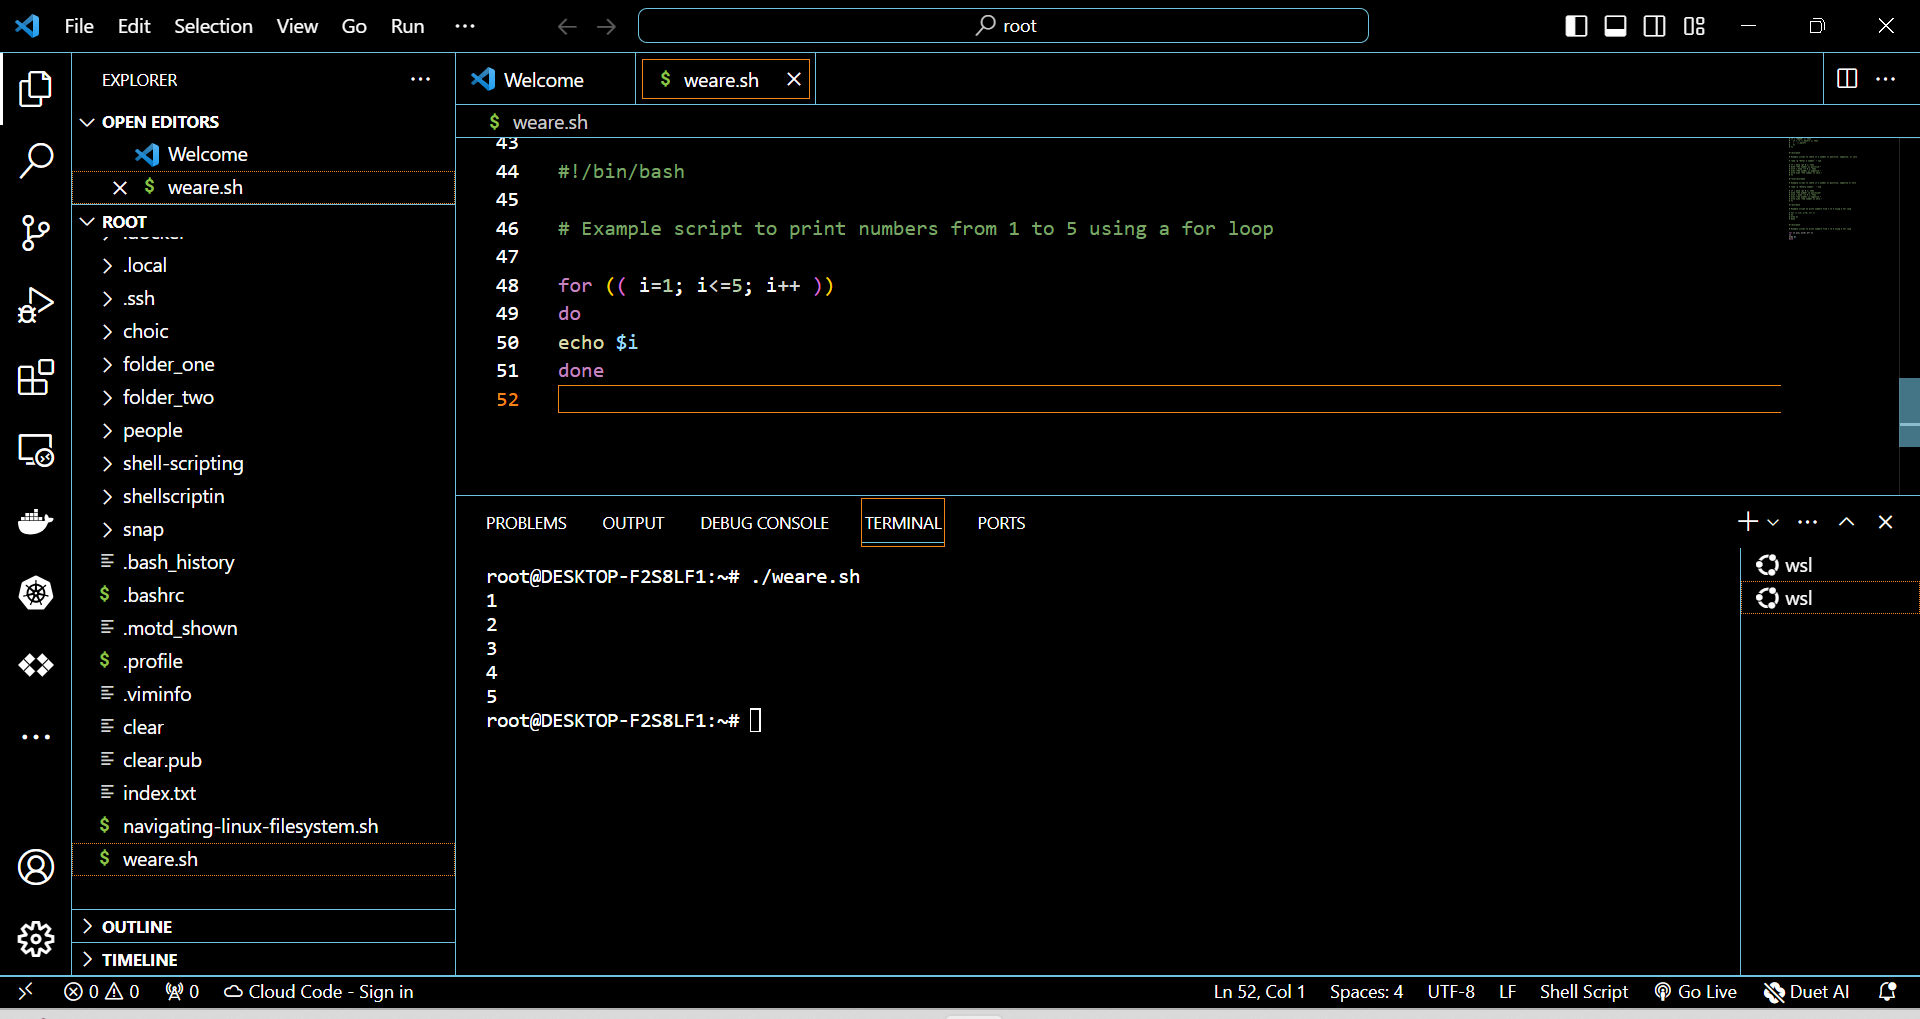 File Edit Selection View Go Run
root
EXPLORER
OPEN EDITORS
Welcome
weare.sh
ROOT
.local
.ssh
choic
folder_one
folder_two
people
shell-scripting
shellscriptin
snap
.bash_history
.bashrc
.motd_shown
.profile
.viminfo
clear
clear.pub
index.txt
navigating-linux-filesystem.sh
weare.sh
OUTLINE
TIMELINE
Welcome
weare.sh
weare.sh
43
44 #!/bin/bash
45
46 # Example script to print numbers from 1 to 5 using a for loop
47
48 for (( i=1; i<=5; i++ ))
49 do
50 echo $i
51 done
52
PROBLEMS OUTPUT DEBUG CONSOLE TERMINAL PORTS
root@DESKTOP-F2S8LF1:~# ./weare.sh
1
2
3
4
5
root@DESKTOP-F2S8LF1:~#
wsl
wsl
0 0 0 Cloud Code - Sign in Ln 52, Col 1 Spaces: 4 UTF-8 LF Shell Script Go Live Duet AI